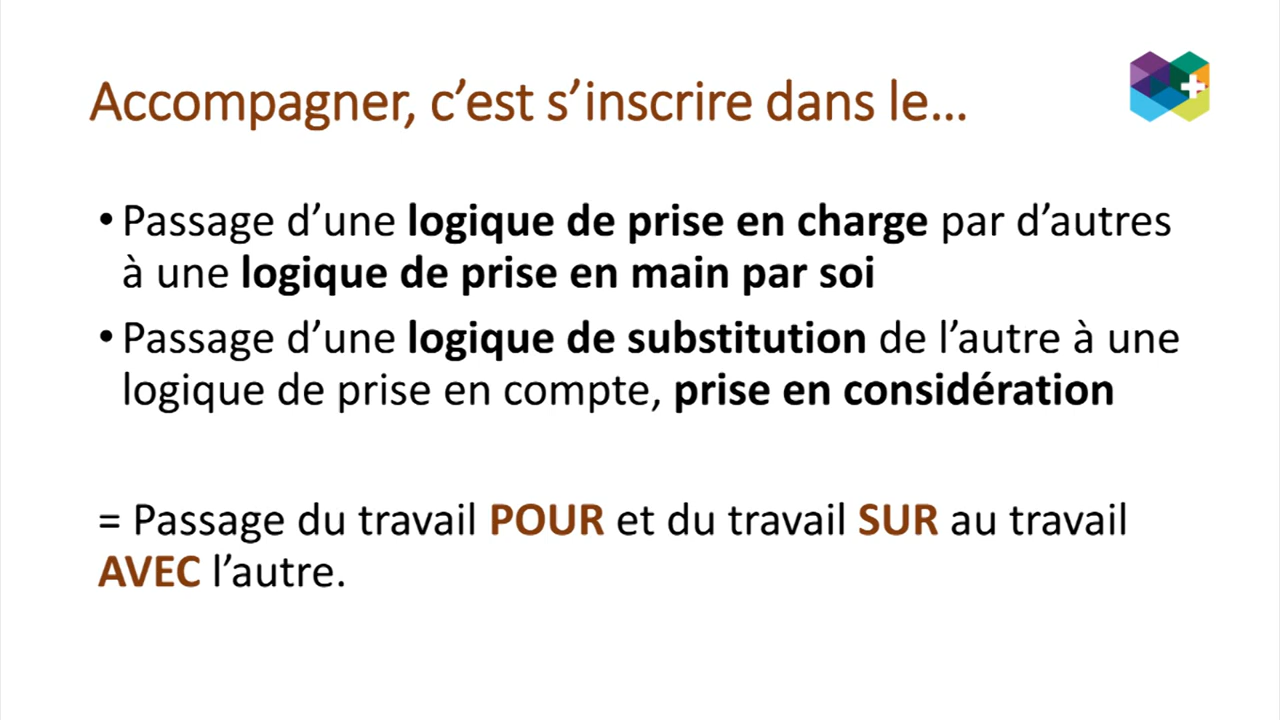 Accompagner, c’est s’inscrire dans le…
• Passage d’une logique de prise en charge par d’autres
à une logique de prise en main par soi
• Passage d’une logique de substitution de l’autre à une
logique de prise en compte, prise en considération
= Passage du travail POUR et du travail SUR au travail
AVEC l’autre.